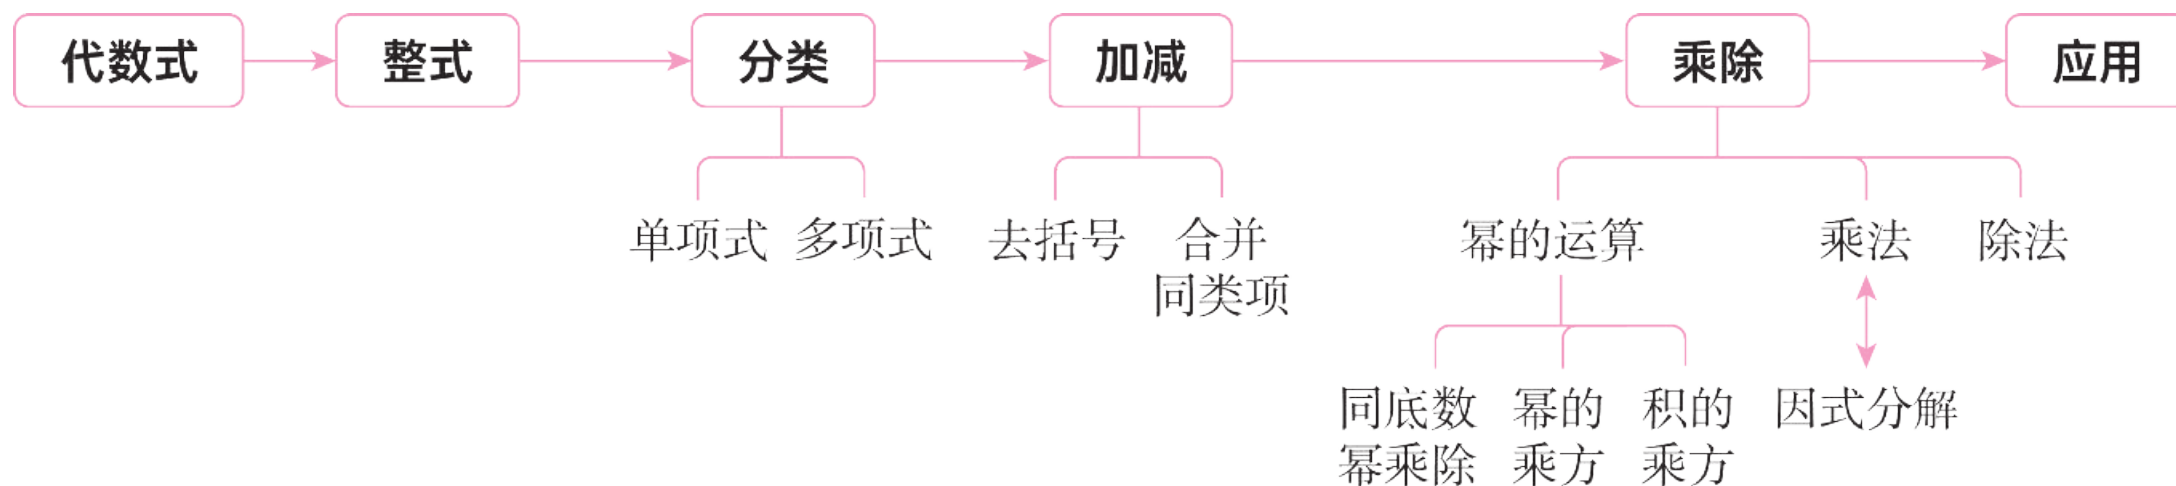 代数式
整式
分类
加减
乘除
应用
单项式
多项式
去括号
合并
同类项
幂的运算
乘法
除法
同底数
幂乘除
幂的
乘方
积的
乘方
因式分解